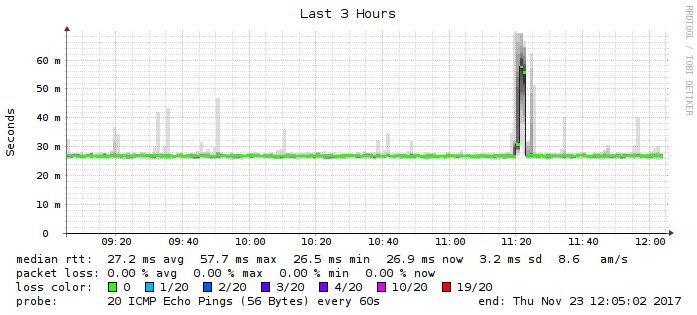 Last 3 Hours
RRDTOOL / TOBI OETIKER
Seconds
60 m
50 m
40 m
30 m
20 m
10 m
0
09:20 09:40 10:00 10:20 10:40 11:00 11:20 11:40 12:00
median rtt: 27.2 ms avg 57.7 ms max 26.5 ms min 26.9 ms now 3.2 ms sd 8.6 am/s
packet loss: 0.00 % avg 0.00 % max 0.00 % min 0.00 % now
loss color: 0 1/20 2/20 3/20 4/20 10/20 19/20
probe: 20 ICMP Echo Pings (56 Bytes) every 60s end: Thu Nov 23 12:05:02 2017